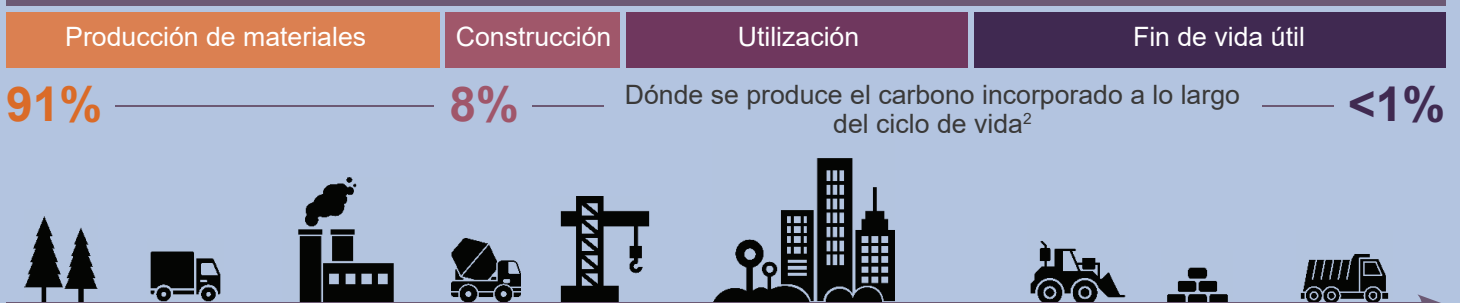 Producción de materiales
Construcción
Utilización
Fin de vida útil
91%
8%
Dónde se produce el carbono incorporado a lo largo
del ciclo de vida²
<1%